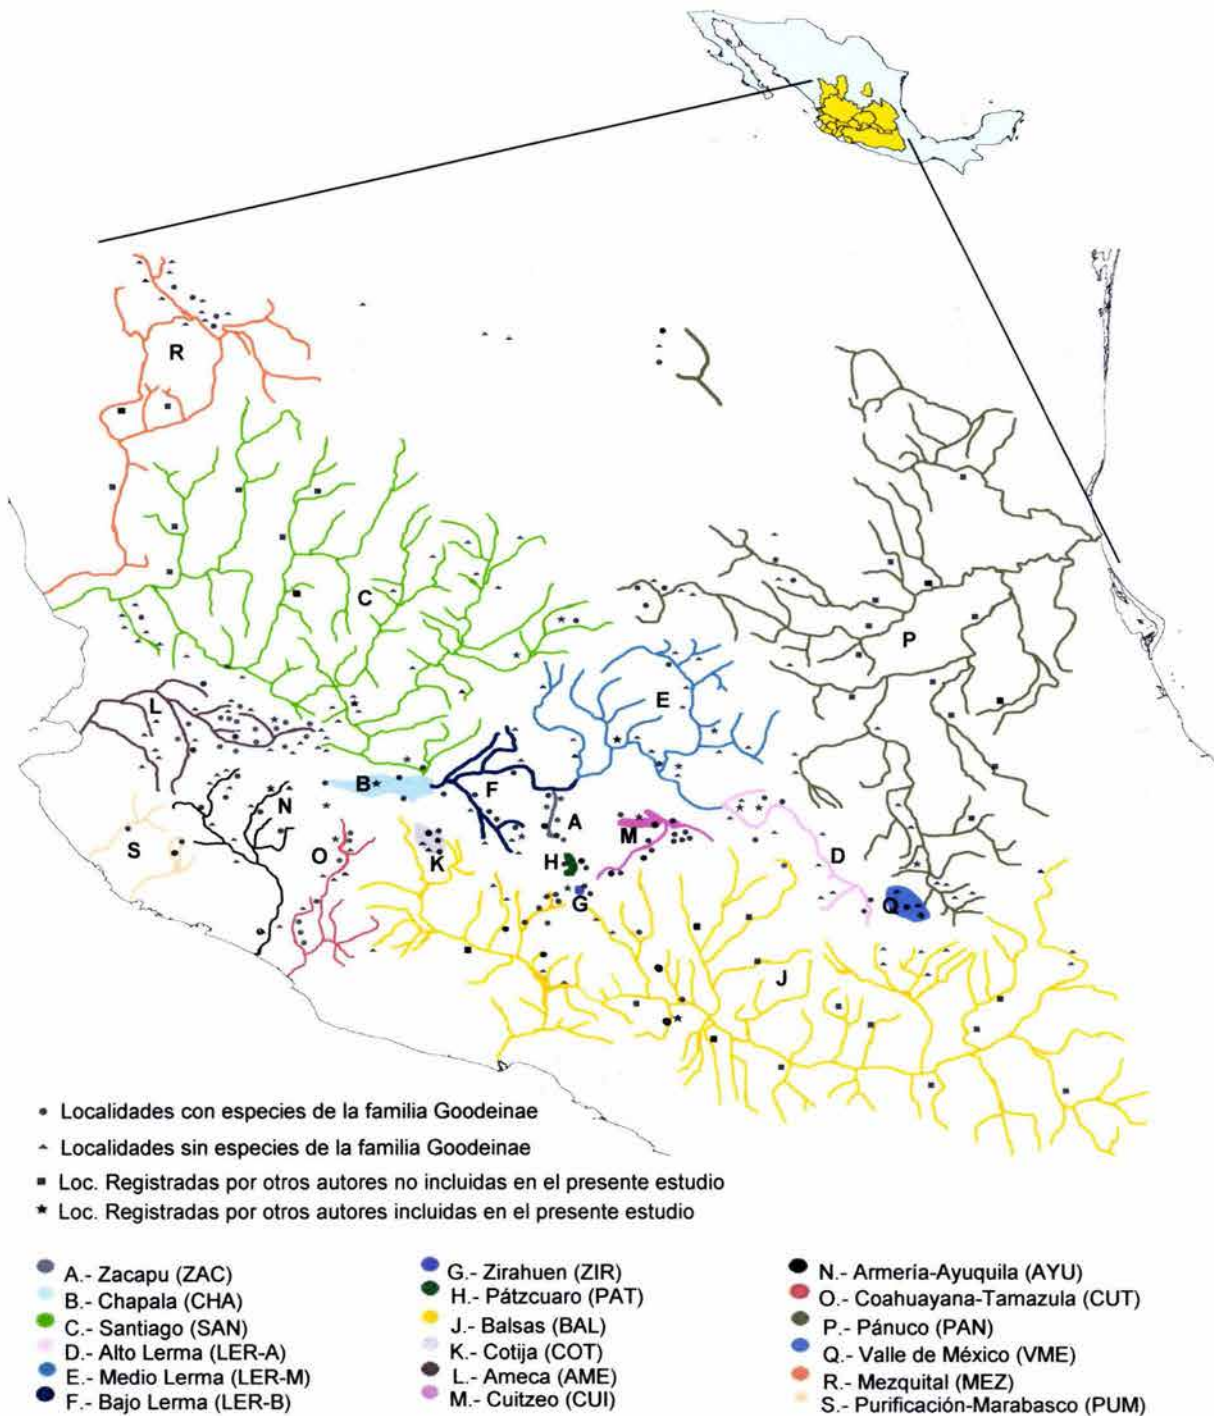 R
C
P
L
E
B
F
N
A
S
O
M
K
H
D
G
Q
J
Localidades con especies de la familia Goodeinae
Localidades sin especies de la familia Goodeinae
Loc. Registradas por otros autores no incluidas en el presente estudio
Loc. Registradas por otros autores incluidas en el presente estudio
A.- Zacapu (ZAC)
B.- Chapala (CHA)
C.- Santiago (SAN)
D.- Alto Lerma (LER-A)
E.- Medio Lerma (LER-M)
F.- Bajo Lerma (LER-B)
G.- Zirahuen (ZIR)
H.- Pátzcuaro (PAT)
J.- Balsas (BAL)
K.- Cotija (COT)
L.- Ameca (AME)
M.- Cuitzeo (CUI)
N.- Armería-Ayuquila (AYU)
O.- Coahuayana-Tamazula (CUT)
P.- Pánuco (PAN)
Q.- Valle de México (VME)
R.- Mezquital (MEZ)
S.- Purificación-Marabasco (PUM)